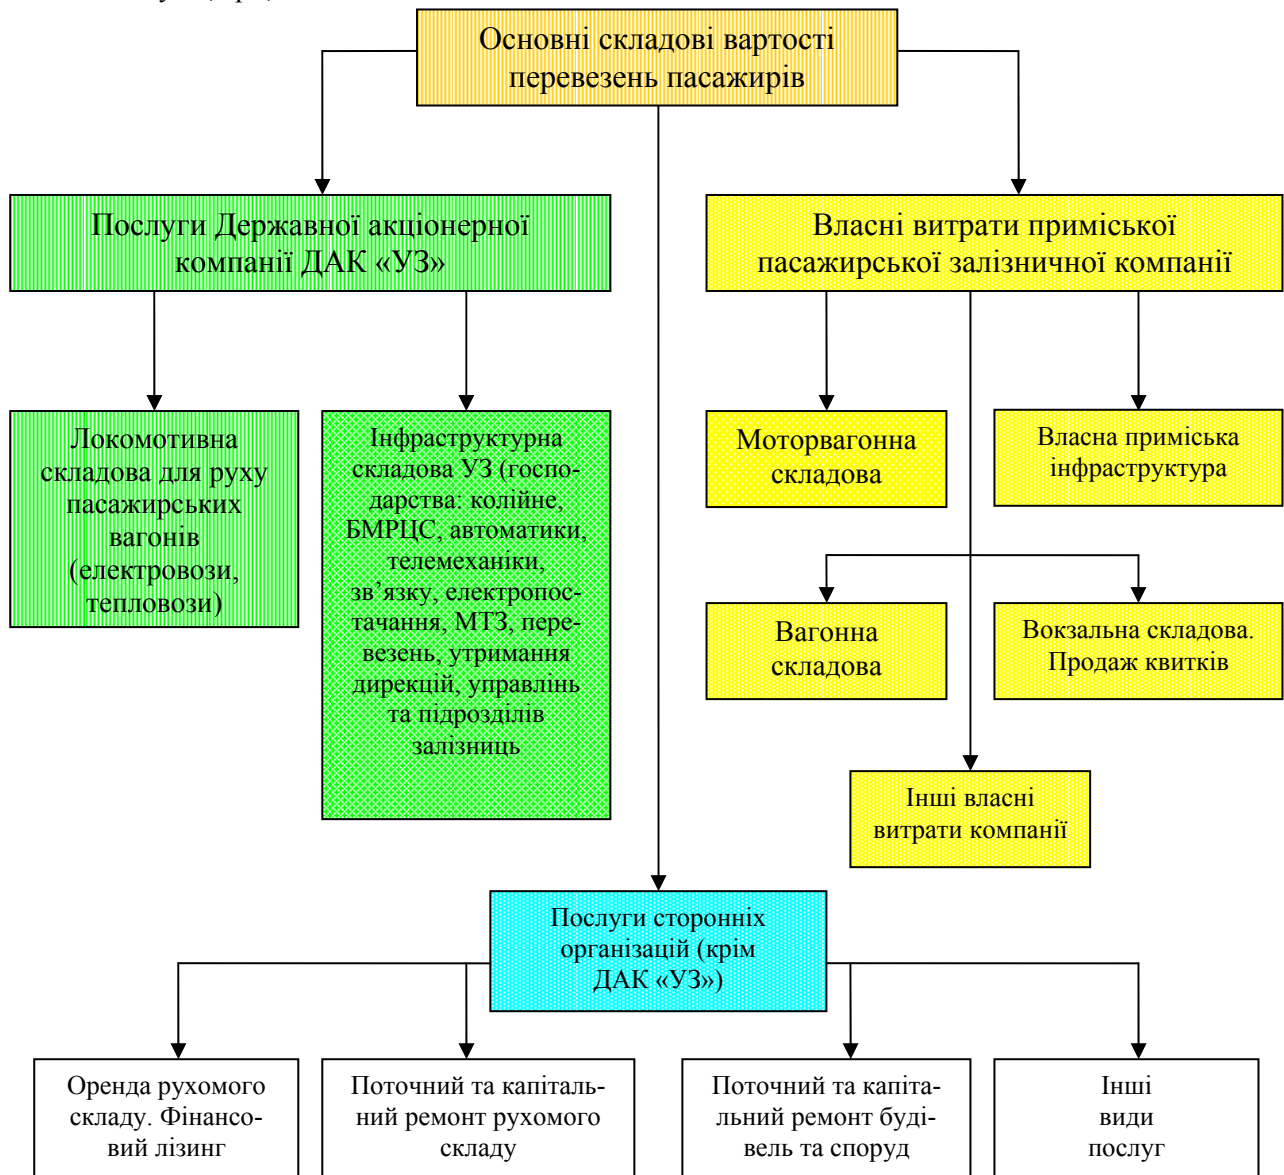 Основні складові вартості
перевезень пасажирів
Послуги Державної акціонерної
компанії ДАК «УЗ»
Власні витрати приміської
пасажирської залізничної компанії
Локомотивна
складова для руху
пасажирських
вагонів
(електровози,
тепловози)
Інфраструктурна
складова УЗ (госпо-
дарства: колійне,
БМРЦС, автоматики,
телемеханіки,
зв’язку, електропос-
тачання, МТЗ, пере-
везень, утримання
дирекцій, управлінь
та підрозділів
залізниць
Моторвагонна
складова
Власна приміська
інфраструктура
Вагонна
складова
Вокзальна складова.
Продаж квитків
Інші власні
витрати компанії
Послуги сторонніх
організацій (крім
ДАК «УЗ»)
Оренда рухомого
складу. Фінансо-
вий лізинг
Поточний та капіталь-
ний ремонт рухомого
складу
Поточний та капіта-
льний ремонт буді-
вель та споруд
Інші
види
послуг